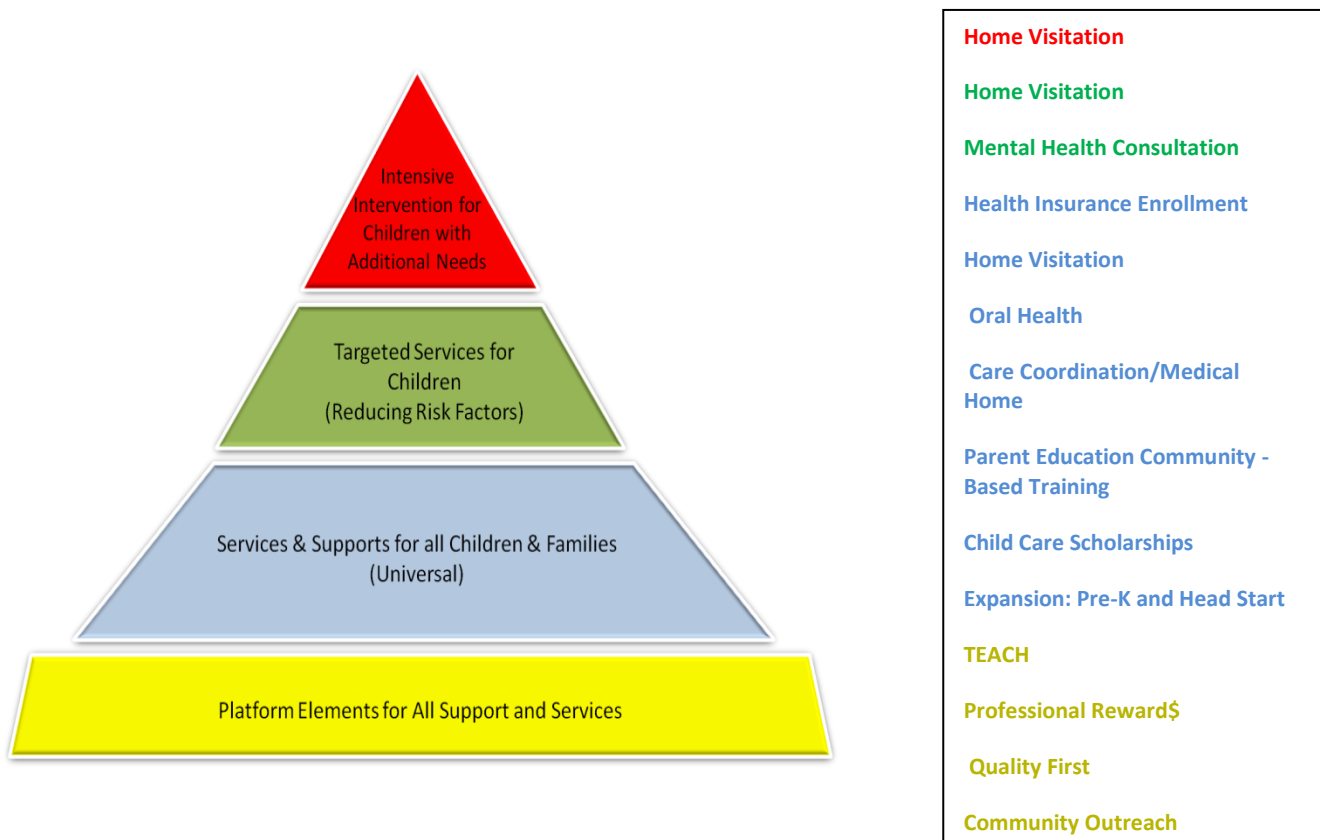 Intensive
Intervention for
Children with
Additional Needs
Targeted Services for
Children
(Reducing Risk Factors)
Services & Supports for all Children & Families
(Universal)
Platform Elements for All Support and Services
Home Visitation
Home Visitation
Mental Health Consultation
Health Insurance Enrollment
Home Visitation
Oral Health
Care Coordination/Medical
Home
Parent Education Community -
Based Training
Child Care Scholarships
Expansion: Pre-K and Head Start
TEACH
Professional Reward$
Quality First
Community Outreach